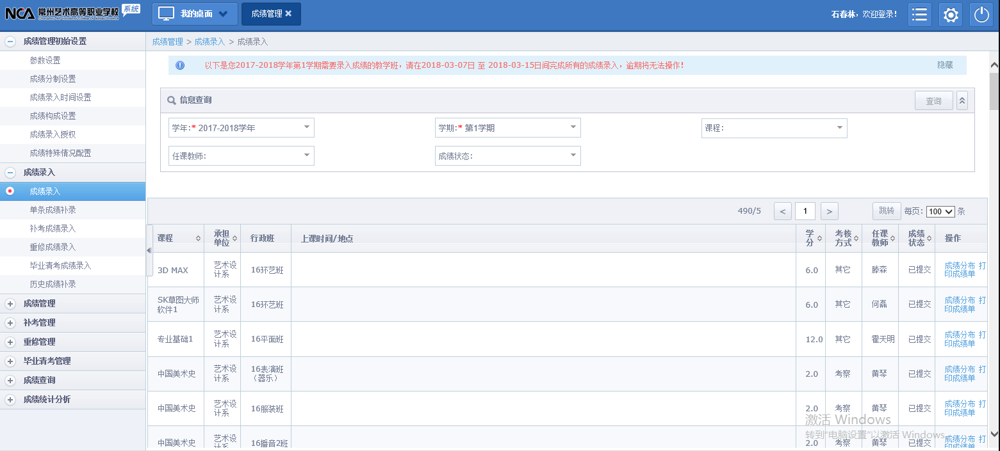 NCA 常州艺术高等职业学校 系统
我的桌面
成绩管理
石春林，欢迎登录！
成绩管理初始设置
参数设置
成绩分制设置
成绩录入时间设置
成绩构成设置
成绩录入授权
成绩特殊情况配置
成绩录入
成绩录入
单条成绩补录
补考成绩录入
重修成绩录入
毕业清考成绩录入
历史成绩补录
成绩管理
补考管理
重修管理
毕业清考管理
成绩查询
成绩统计分析
成绩管理 > 成绩录入 > 成绩录入
以下是您2017-2018学年第1学期需要录入成绩的教学班，请在2018-03-07日 至 2018-03-15日间完成所有的成绩录入，逾期将无法操作！ 隐藏
信息查询 查询
学年:* 2017-2018学年 学期:* 第1学期 课程:
任课教师: 成绩状态:
490/5 < 1 > 跳转 每页: 100 条
课程 承担单位 行政班 上课时间/地点 学分 考核方式 任课教师 成绩状态 操作
3D MAX 艺术设计系 16环艺班 6.0 其它 滕森 已提交 成绩分布 打印成绩单
SK草图大师软件1 艺术设计系 16环艺班 6.0 其它 何磊 已提交 成绩分布 打印成绩单
专业基础1 艺术设计系 16平面班 12.0 其它 霍天明 已提交 成绩分布 打印成绩单
中国美术史 艺术设计系 16表演班（器乐） 2.0 考察 黄琴 已提交 成绩分布 打印成绩单
中国美术史 艺术设计系 16服装班 2.0 考察 黄琴 已提交 成绩分布 打印成绩单
中国美术史 艺术设计系 16播音2班 2.0 考察 黄琴 已提交 成绩分布 打印成绩单
激活 Windows
转到"电脑设置"以激活 Windows。